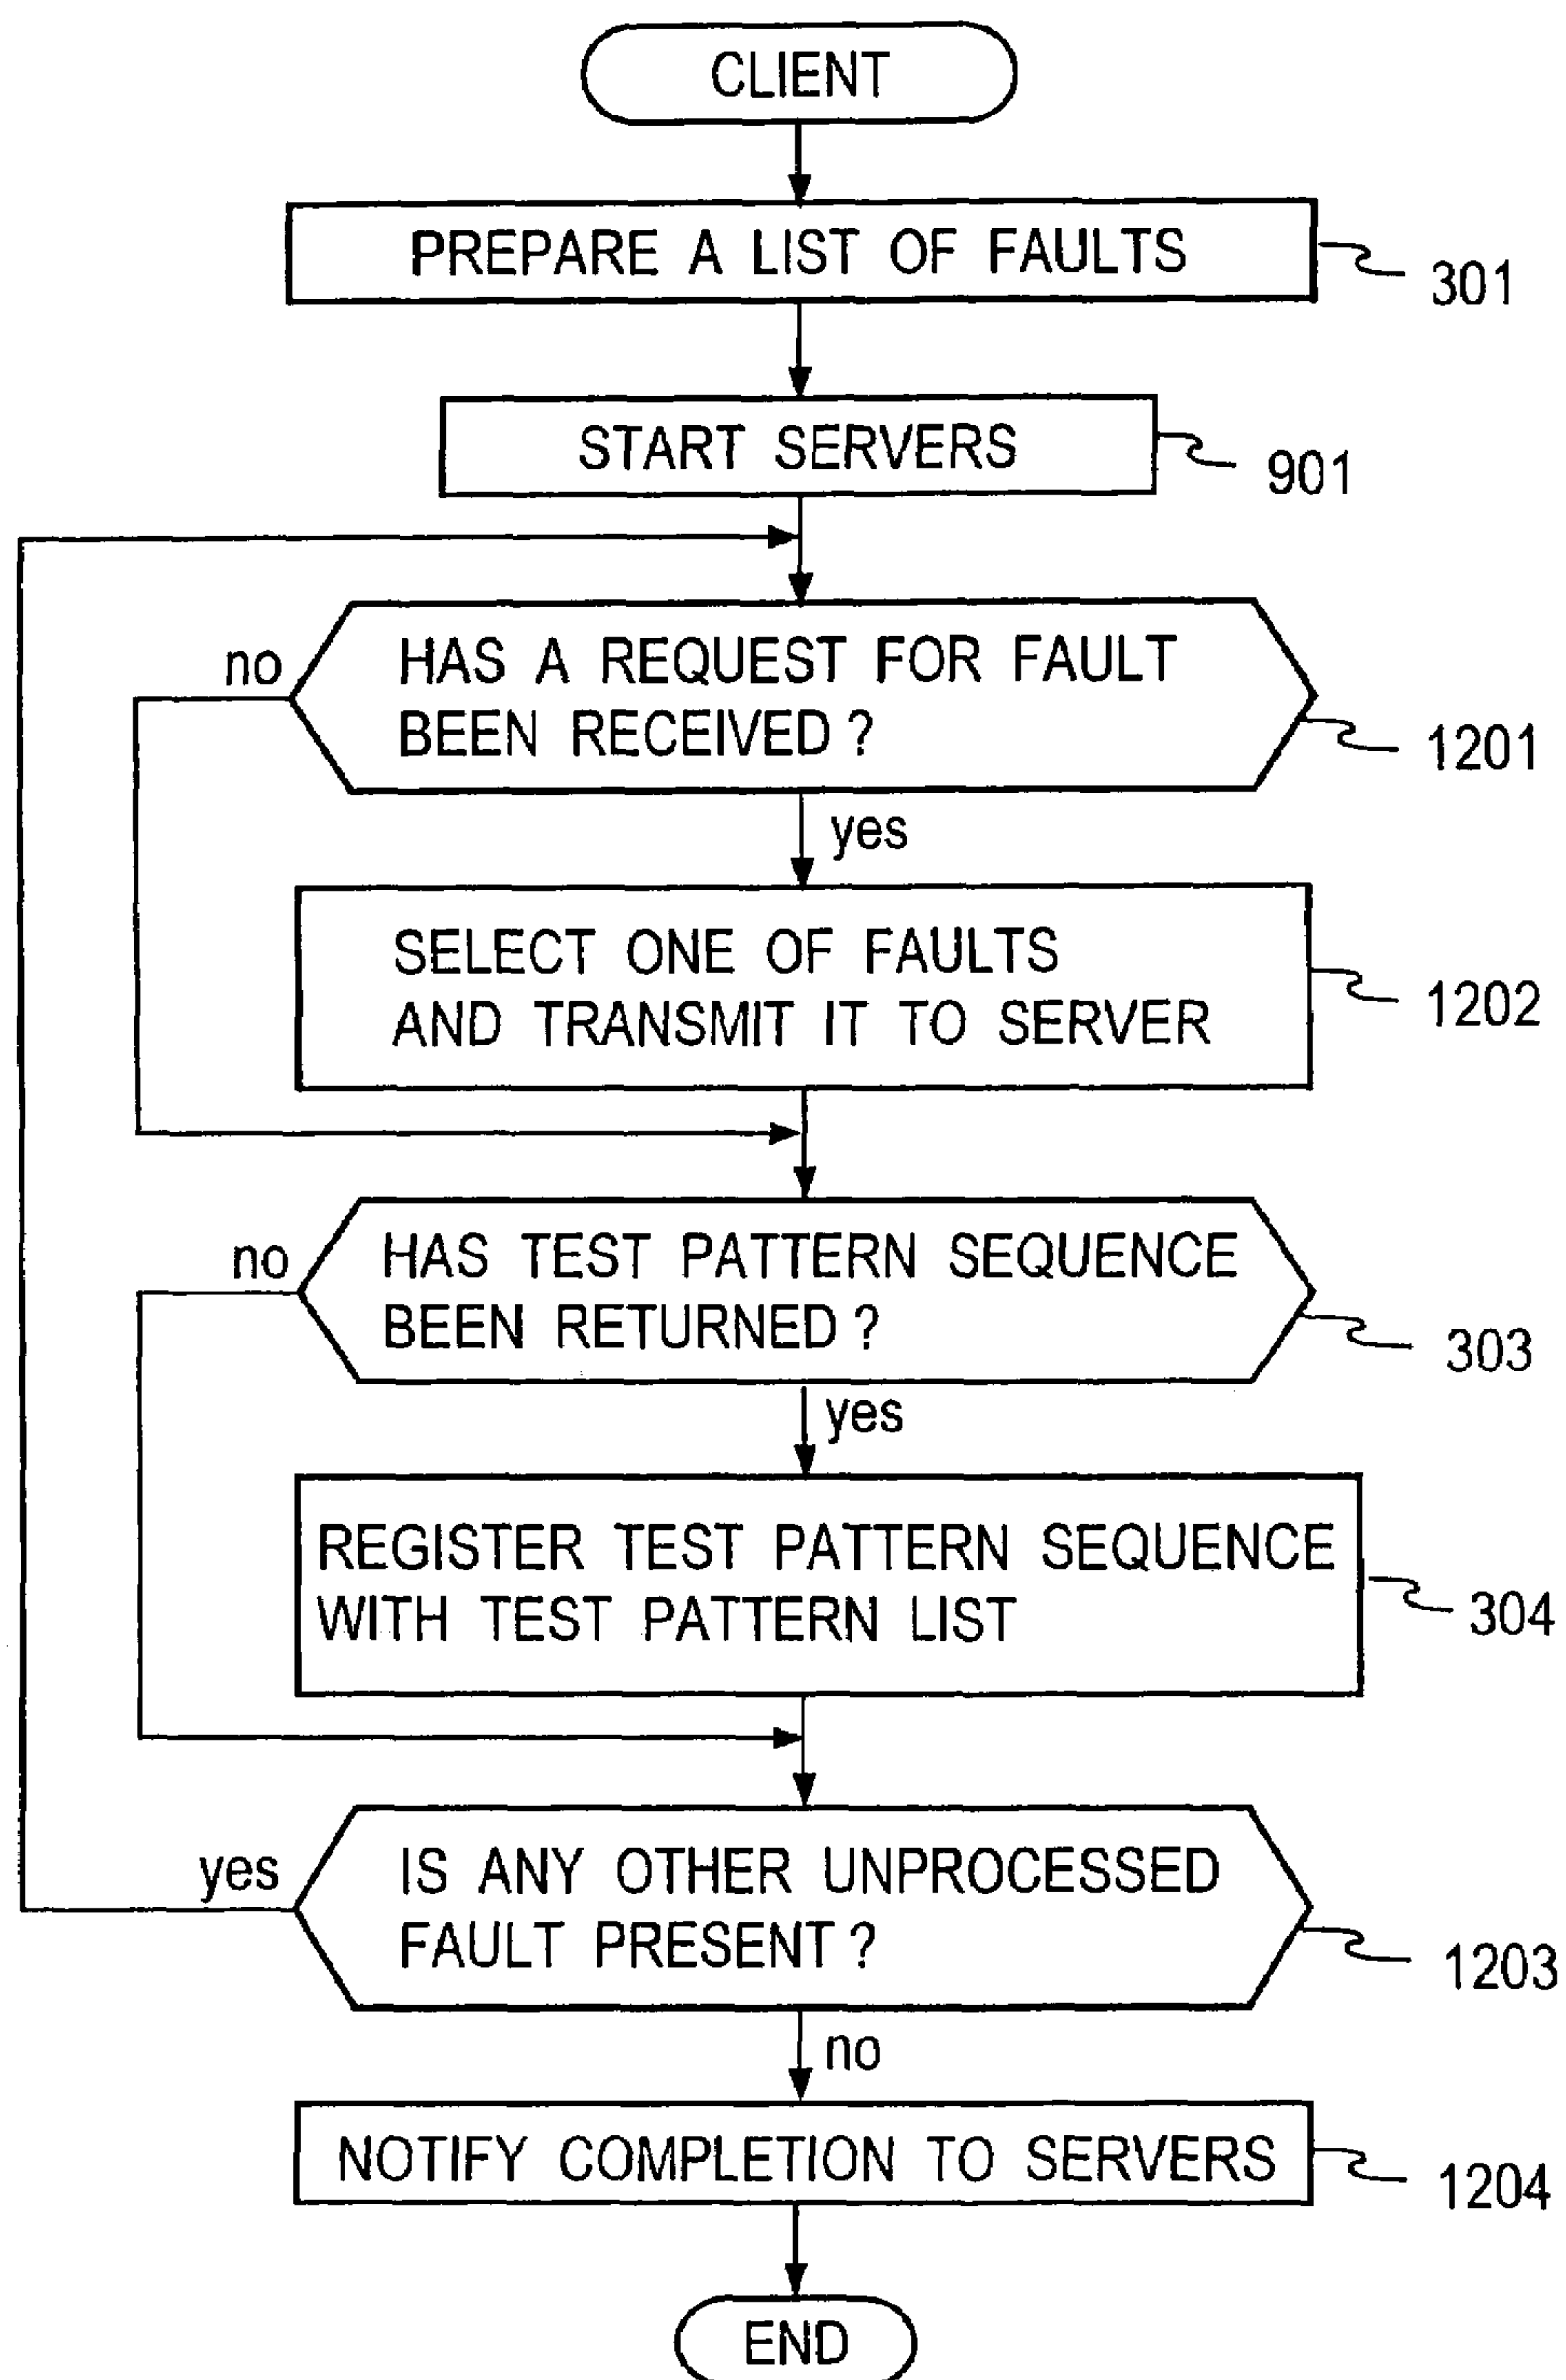 CLIENT
PREPARE A LIST OF FAULTS
301
START SERVERS
901
no
HAS A REQUEST FOR FAULT
BEEN RECEIVED ?
1201
yes
SELECT ONE OF FAULTS
AND TRANSMIT IT TO SERVER
1202
no
HAS TEST PATTERN SEQUENCE
BEEN RETURNED ?
303
yes
REGISTER TEST PATTERN SEQUENCE
WITH TEST PATTERN LIST
304
yes
IS ANY OTHER UNPROCESSED
FAULT PRESENT ?
1203
no
NOTIFY COMPLETION TO SERVERS
1204
END